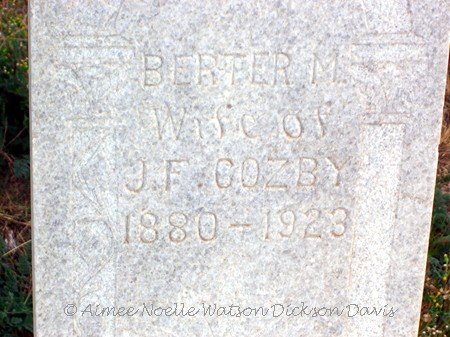 BERTER M.
Wife of
J.F. COZBY
1880-1923
© Aimee Noelle Watson Dickson Davis